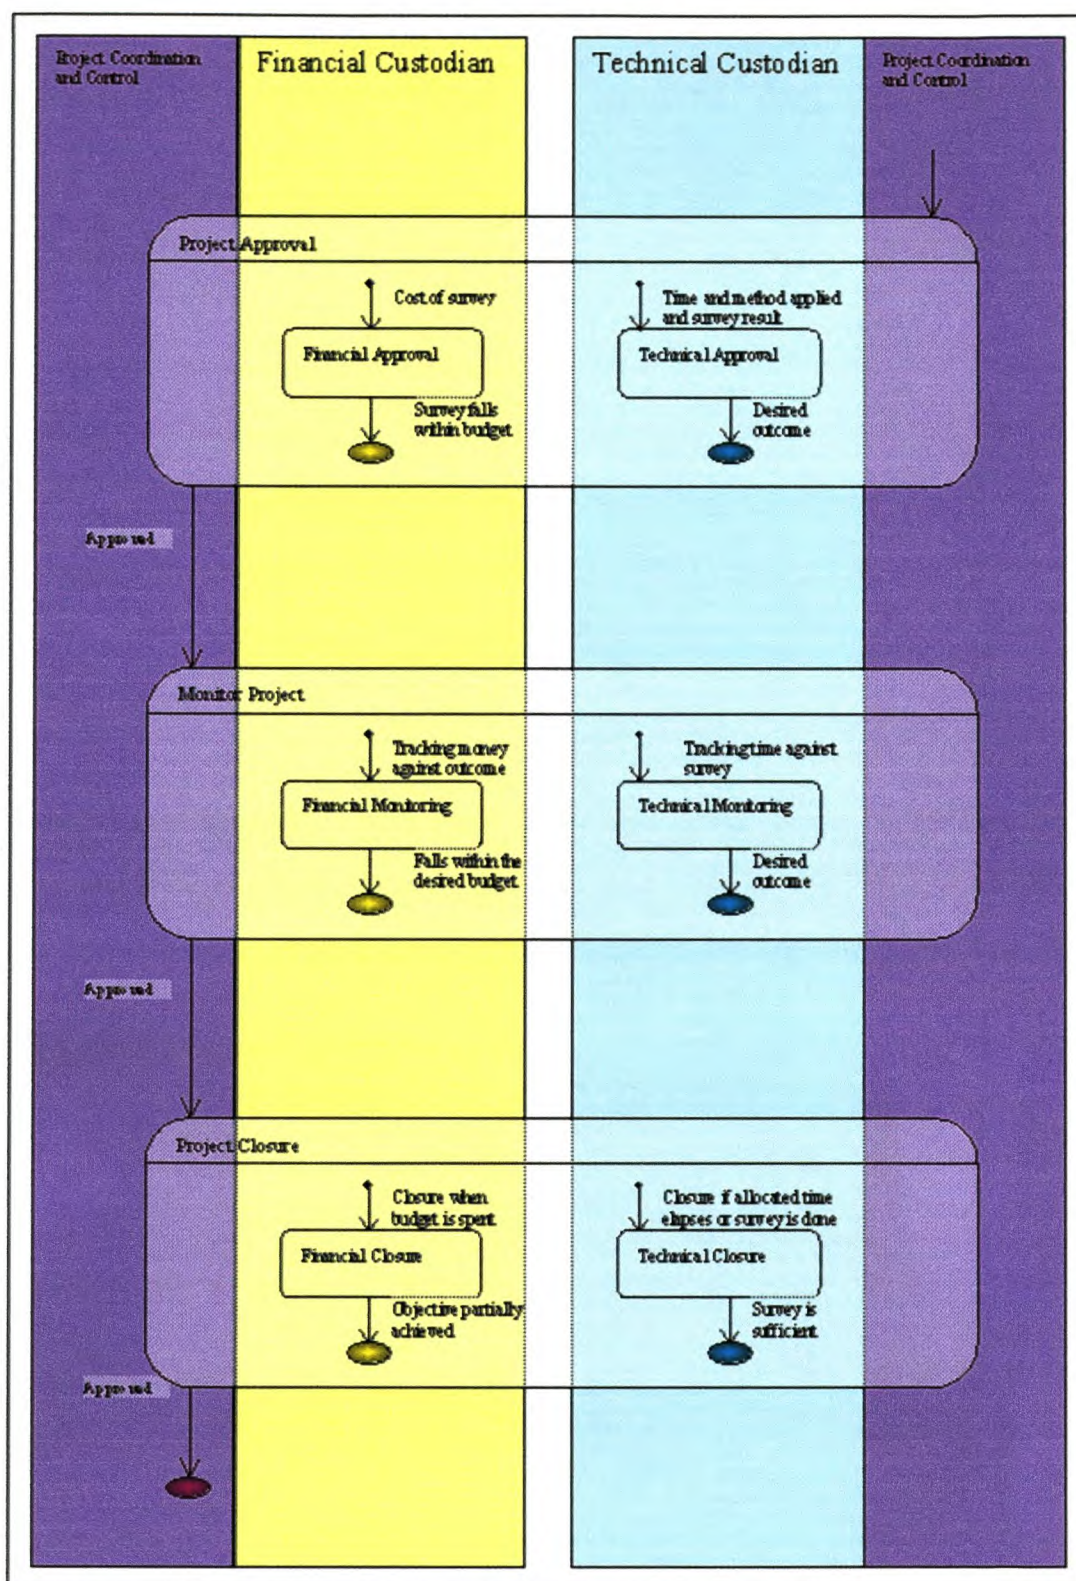 Project Coordination
and Control
Financial Custodian
Technical Custodian
Project Coordination
and Control
Project Approval
Cost of survey
Time and method applied
and survey result
Financial Approval
Technical Approval
Survey falls
within budget
Desired
outcome
Approved
Monitor Project
Tracking money
against outcome
Tracking time against
survey
Financial Monitoring
Technical Monitoring
Falls within the
desired budget
Desired
outcome
Approved
Project Closure
Closure when
budget is spent
Closure if allocated time
elapses or survey is done
Financial Closure
Technical Closure
Objective partially
achieved
Survey is
sufficient
Approved